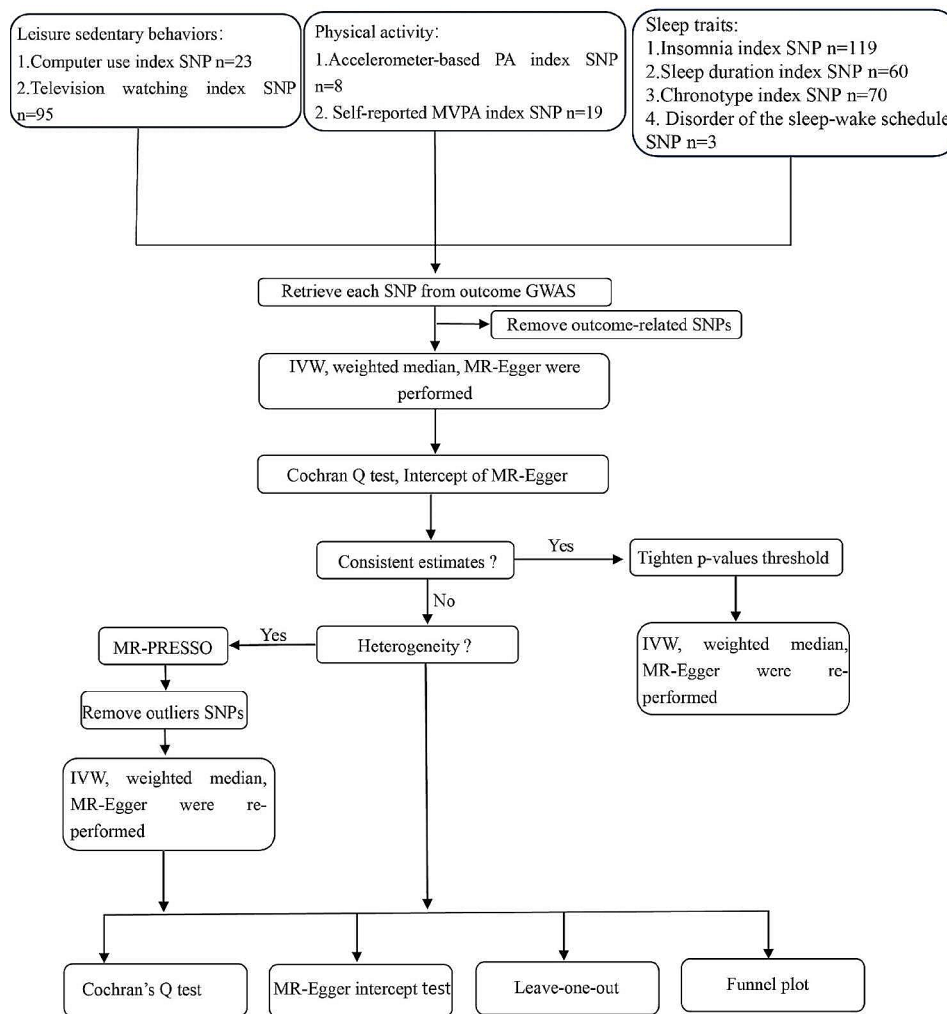 Leisure sedentary behaviors:
1.Computer use index SNP n=23
2.Television watching index SNP
n=95
Physical activity:
1.Accelerometer-based PA index SNP
n=8
2. Self-reported MVPA index SNP n=19
Sleep traits:
1.Insomnia index SNP n=119
2.Sleep duration index SNP n=60
3.Chronotype index SNP n=70
4. Disorder of the sleep-wake schedule
SNP n=3
Retrieve each SNP from outcome GWAS
Remove outcome-related SNPs
IVW, weighted median, MR-Egger were
performed
Cochran Q test, Intercept of MR-Egger
Consistent estimates ?
Yes
Tighten p-values threshold
No
IVW, weighted median,
MR-Egger were re-
performed
Heterogeneity ?
Yes
MR-PRESSO
Remove outliers SNPs
IVW, weighted median,
MR-Egger were re-
performed
Cochran's Q test
MR-Egger intercept test
Leave-one-out
Funnel plot